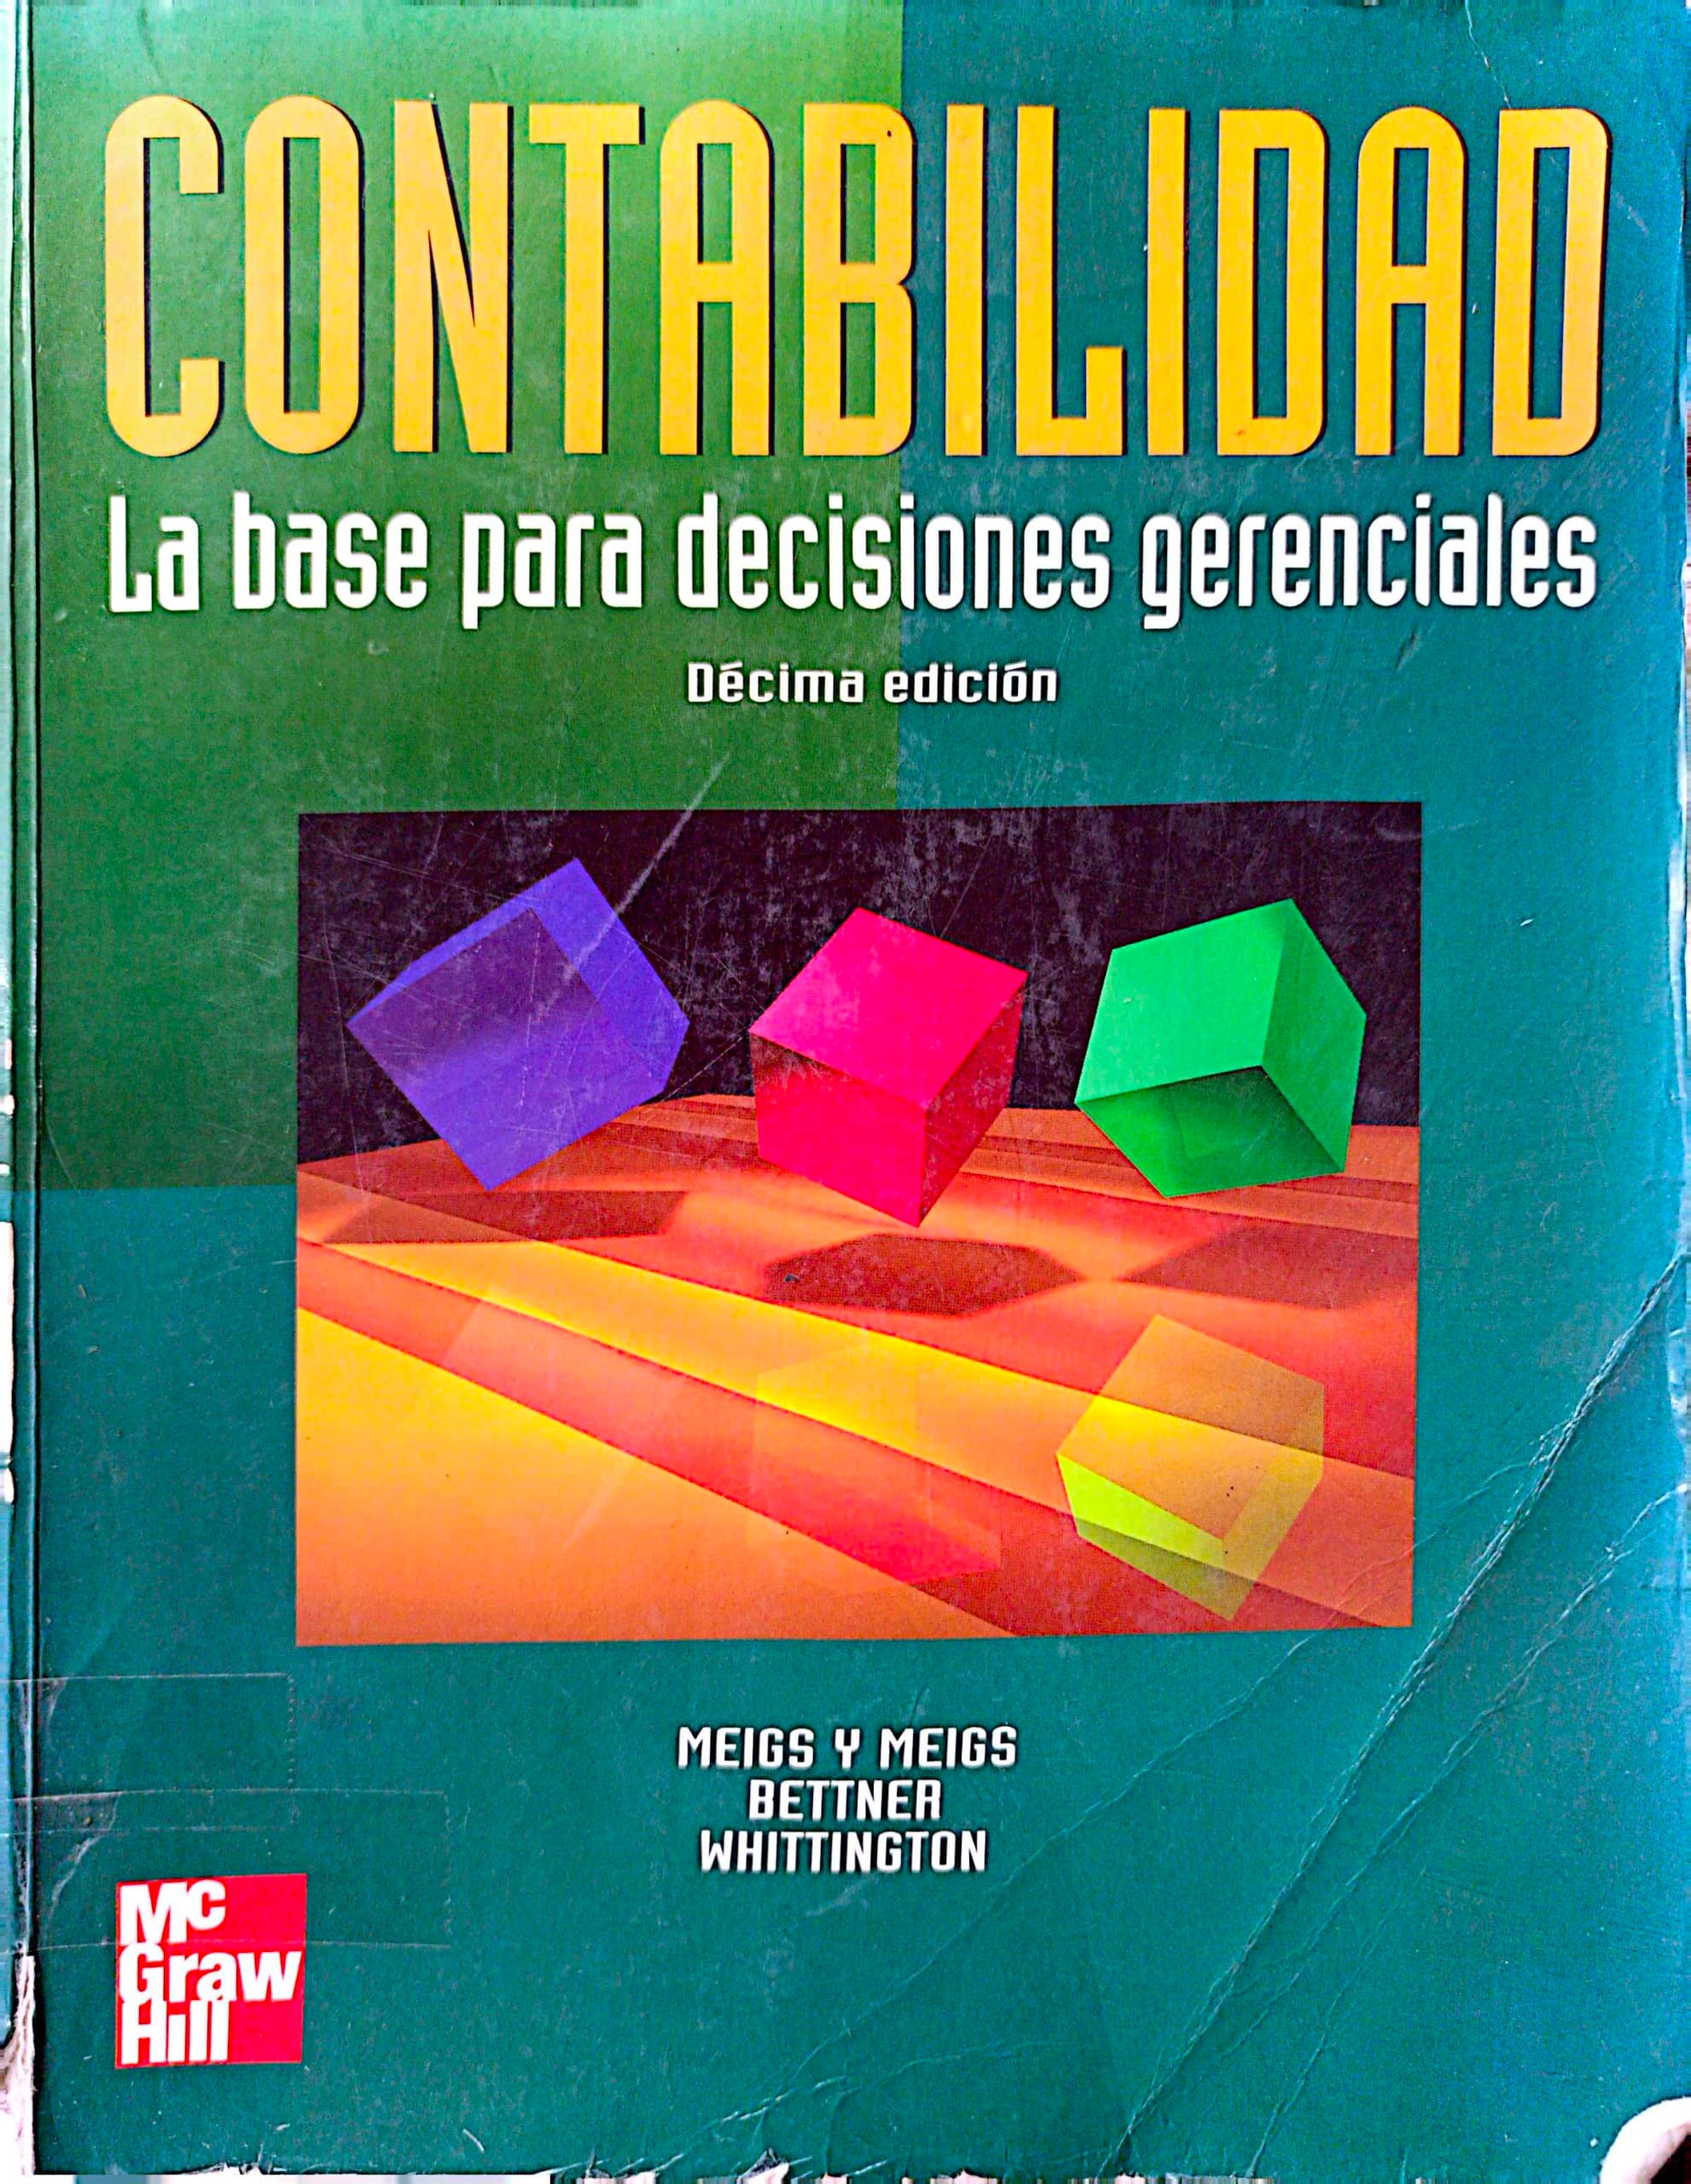 CONTABILIDAD
La base para decisiones gerenciales
Décima edición
MEIGS Y MEIGS
BETTNER
WHITTINGTON
Mc
Graw
Hill